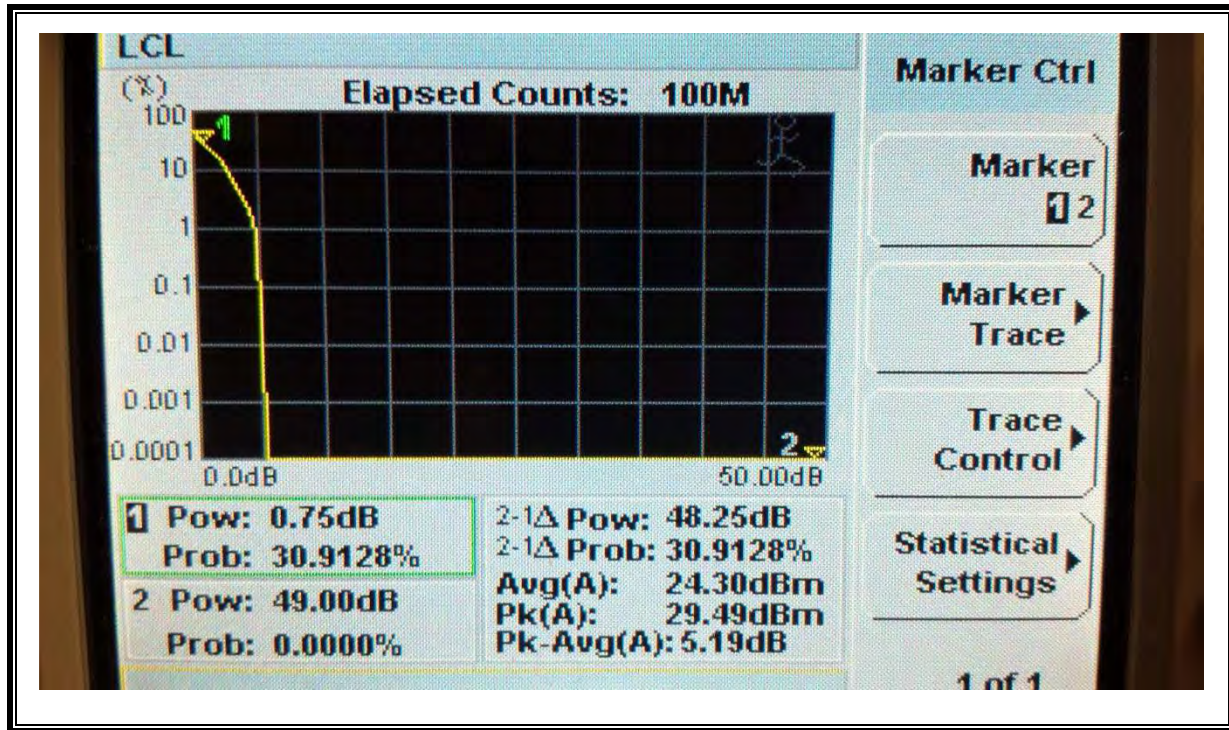 LCL
(%)
Elapsed Counts: 100M
100
1
10
1
0.1
0.01
0.001
0.0001
2
0.0dB
50.00dB
1 Pow: 0.75dB
Prob: 30.9128%
2 Pow: 49.00dB
Prob: 0.0000%
2-1Δ Pow: 48.25dB
2-1Δ Prob: 30.9128%
Avg(A): 24.30dBm
Pk(A): 29.49dBm
Pk-Avg(A): 5.19dB
Marker Ctrl
Marker
1 2
Marker
Trace
Trace
Control
Statistical
Settings
1 of 1